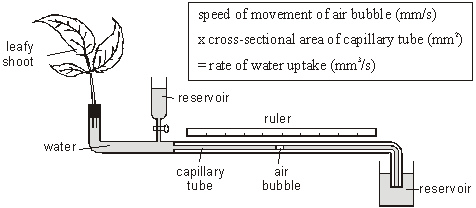 speed of movement of air bubble (mm/s)
x cross-sectional area of capillary tube (mm²)
= rate of water uptake (mm³/s)
leafy
shoot
reservoir
ruler
water
capillary
tube
air
bubble
reservoir